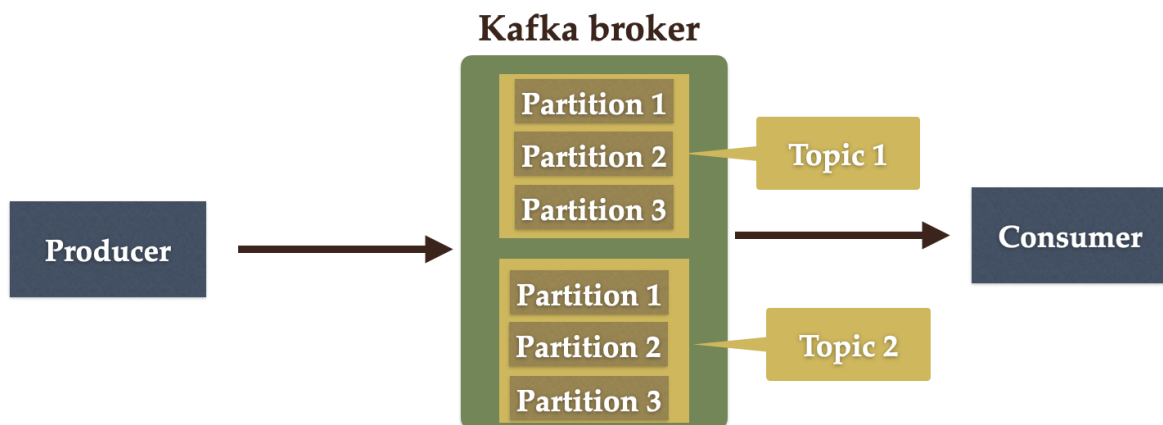 Kafka broker
Partition 1
Partition 2
Partition 3
Topic 1
Producer
Consumer
Partition 1
Partition 2
Partition 3
Topic 2